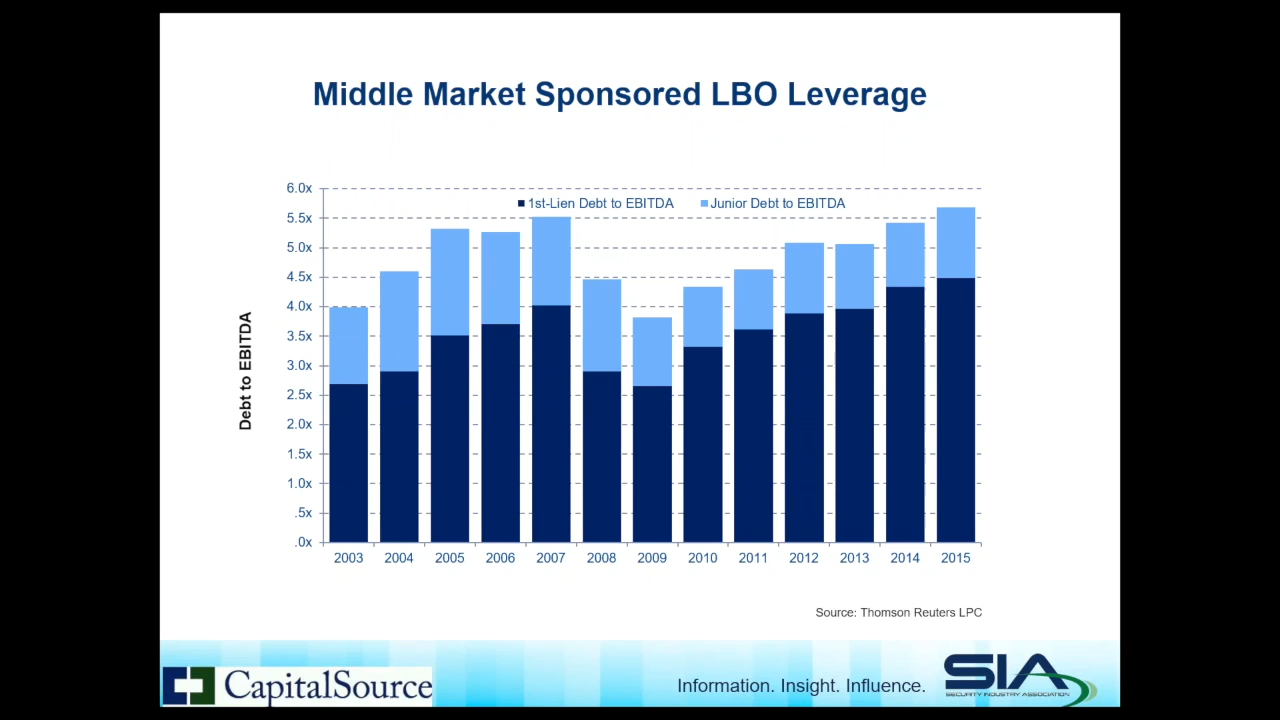 Middle Market Sponsored LBO Leverage
6.0x
1st-Lien Debt to EBITDA Junior Debt to EBITDA
5.5x
5.0x
4.5x
4.0x
3.5x
3.0x
2.5x
2.0x
1.5x
1.0x
.5x
.0x
Debt to EBITDA
2003 2004 2005 2006 2007 2008 2009 2010 2011 2012 2013 2014 2015
Source: Thomson Reuters LPC
CapitalSource
Information. Insight. Influence.
SIA
SECURITY INDUSTRY ASSOCIATION